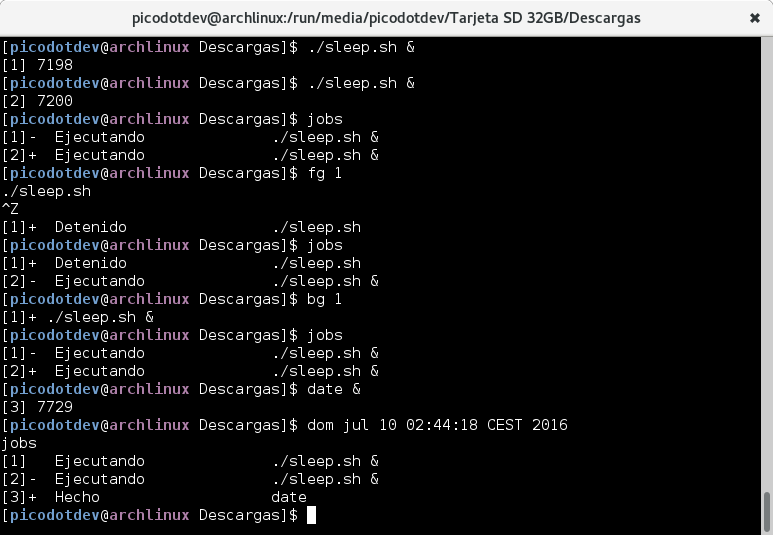 picodotdev@archlinux:/run/media/picodotdev/Tarjeta SD 32GB/Descargas
[picodotdev@archlinux Descargas]$ ./sleep.sh &
[1] 7198
[picodotdev@archlinux Descargas]$ ./sleep.sh &
[2] 7200
[picodotdev@archlinux Descargas]$ jobs
[1]-  Ejecutando              ./sleep.sh &
[2]+  Ejecutando              ./sleep.sh &
[picodotdev@archlinux Descargas]$ fg 1
./sleep.sh
^Z
[1]+  Detenido                ./sleep.sh
[picodotdev@archlinux Descargas]$ jobs
[1]+  Detenido                ./sleep.sh
[2]-  Ejecutando              ./sleep.sh &
[picodotdev@archlinux Descargas]$ bg 1
[1]+ ./sleep.sh &
[picodotdev@archlinux Descargas]$ jobs
[1]-  Ejecutando              ./sleep.sh &
[2]+  Ejecutando              ./sleep.sh &
[picodotdev@archlinux Descargas]$ date &
[3] 7729
[picodotdev@archlinux Descargas]$ dom jul 10 02:44:18 CEST 2016
jobs
[1]   Ejecutando              ./sleep.sh &
[2]-  Ejecutando              ./sleep.sh &
[3]+  Hecho                   date
[picodotdev@archlinux Descargas]$